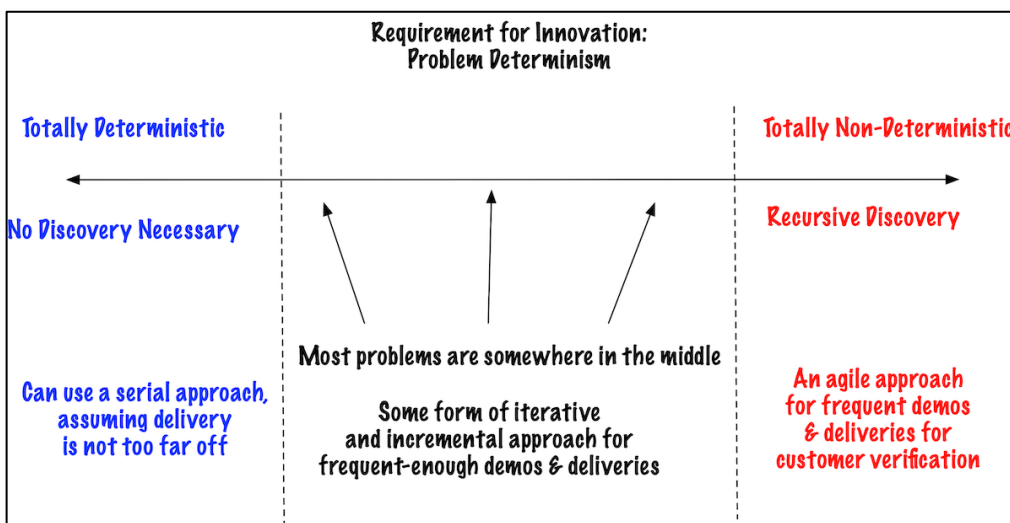 Requirement for Innovation:
Problem Determinism
Totally Deterministic
Totally Non-Deterministic
No Discovery Necessary
Recursive Discovery
Most problems are somewhere in the middle
Can use a serial approach,
assuming delivery
is not too far off
Some form of iterative
and incremental approach for
frequent-enough demos & deliveries
An agile approach
for frequent demos
& deliveries for
customer verification